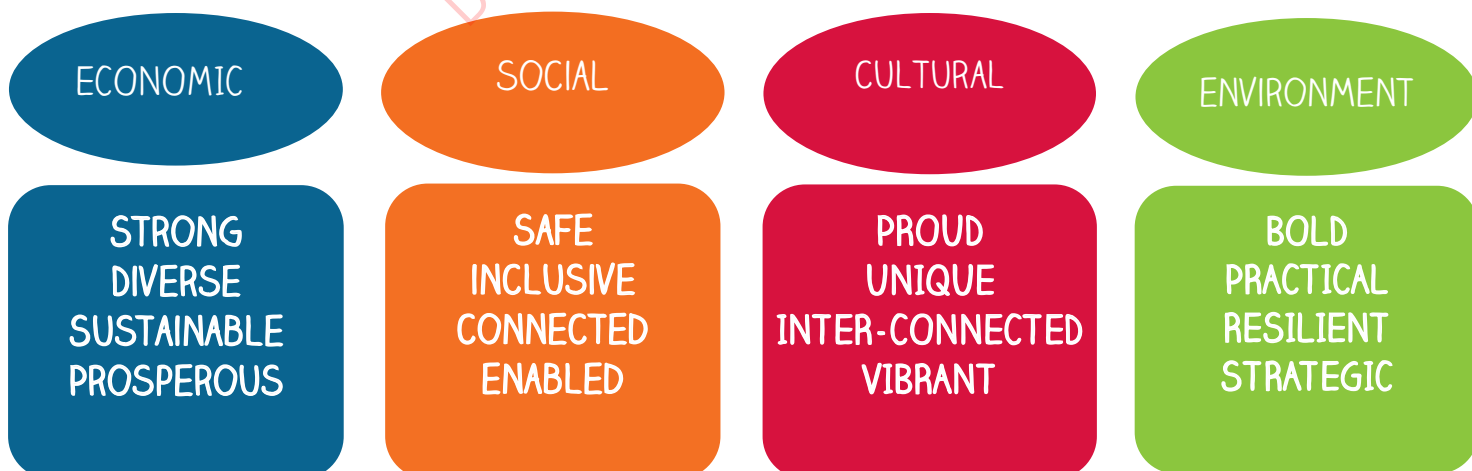 ECONOMIC
SOCIAL
CULTURAL
ENVIRONMENT
STRONG
DIVERSE
SUSTAINABLE
PROSPEROUS
SAFE
INCLUSIVE
CONNECTED
ENABLED
PROUD
UNIQUE
INTER-CONNECTED
VIBRANT
BOLD
PRACTICAL
RESILIENT
STRATEGIC